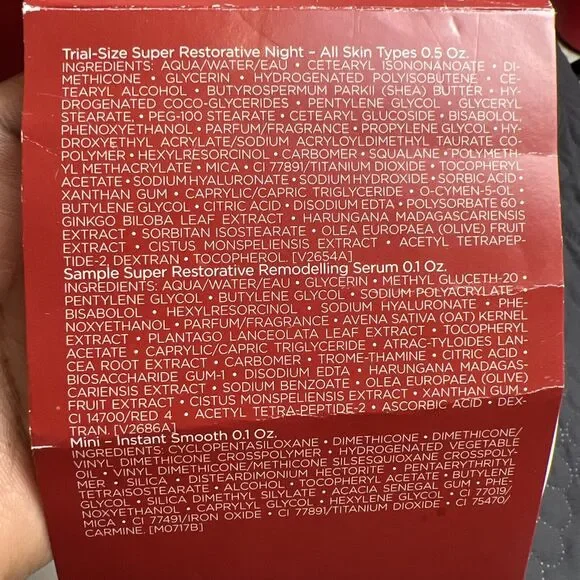 Trial-Size Super Restorative Night – All Skin Types 0.5 Oz.
INGREDIENTS: AQUA/WATER/EAU • CETEARYL ISONONANOATE • DI-
METHICONE • GLYCERIN • HYDROGENATED POLYISOBUTENE • CE-
TEARYL ALCOHOL • BUTYROSPERMUM PARKII (SHEA) BUTTER • HY-
DROGENATED COCO-GLYCERIDES • PENTYLENE GLYCOL • GLYCERYL
STEARATE, • PEG-100 STEARATE • CETEARYL GLUCOSIDE • BISABOLOL,
PHENOXYETHANOL • PARFUM/FRAGRANCE • PROPYLENE GLYCOL • HY-
DROXYETHYL ACRYLATE/SODIUM ACRYLOYLDIMETHYL TAURATE CO-
POLYMER • HEXYLRESORCINOL • CARBOMER • SQUALANE • POLYMETH-
YL METHACRYLATE • MICA • CI 77891/TITANIUM DIOXIDE • TOCOPHERYL
ACETATE • SODIUM HYALURONATE • SODIUM HYDROXIDE • SORBIC ACID •
XANTHAN GUM • CAPRYLIC/CAPRIC TRIGLYCERIDE • O-CYMEN-5-OL •
BUTYLENE GLYCOL • CITRIC ACID • DISODIUM EDTA • POLYSORBATE 60 •
GINKGO BILOBA LEAF EXTRACT • HARUNGANA MADAGASCARIENSIS
EXTRACT • SORBITAN ISOSTEARATE • OLEA EUROPAEA (OLIVE) FRUIT
EXTRACT • CISTUS MONSPELIENSIS EXTRACT • ACETYL TETRAPEP-
TIDE-2, DEXTRAN • TOCOPHEROL. [V2654A]
Sample Super Restorative Remodelling Serum 0.1 Oz.
INGREDIENTS: AQUA/WATER/EAU • GLYCERIN • METHYL GLUCETH-20 •
PENTYLENE GLYCOL • BUTYLENE GLYCOL • SODIUM POLYACRYLATE •
BISABOLOL • HEXYLRESORCINOL • SODIUM HYALURONATE • PHE-
NOXYETHANOL • PARFUM/FRAGRANCE • AVENA SATIVA (OAT) KERNEL
EXTRACT • PLANTAGO LANCEOLATA LEAF EXTRACT • TOCOPHERYL
ACETATE • CAPRYLIC/CAPRIC TRIGLYCERIDE • ATRAC-TYLOIDES LAN-
CEA ROOT EXTRACT • CARBOMER • TROME-THAMINE • CITRIC ACID •
BIOSACCHARIDE GUM-1 • DISODIUM EDTA • HARUNGANA MADAGAS-
CARIENSIS EXTRACT • SODIUM BENZOATE • OLEA EUROPAEA (OLIVE)
FRUIT EXTRACT • CISTUS MONSPELIENSIS EXTRACT • XANTHAN GUM •
CI 14700/RED 4 • ACETYL TETRA-PEPTIDE-2 • ASCORBIC ACID • DEX-
TRAN. [V2686A]
Mini – Instant Smooth 0.1 Oz.
INGREDIENTS: CYCLOPENTASILOXANE • DIMETHICONE • DIMETHICONE/
VINYL DIMETHICONE CROSSPOLYMER • HYDROGENATED VEGETABLE
OIL • VINYL DIMETHICONE/METHICONE SILSESQUIOXANE CROSSPOLY-
MER • SILICA • DISTEARDIMONIUM HECTORITE • PENTAERYTHRITYL
TETRAISOSTEARATE • ALCOHOL • TOCOPHERYL ACETATE • BUTYLENE
GLYCOL • SILICA DIMETHYL SILYLATE • ACACIA SENEGAL GUM • PHE-
NOXYETHANOL • CAPRYLYL GLYCOL • HEXYLENE GLYCOL • CI 77019/
MICA • CI 77491/IRON OXIDE • CI 77891/TITANIUM DIOXIDE • CI 75470/
CARMINE. [M0717B]